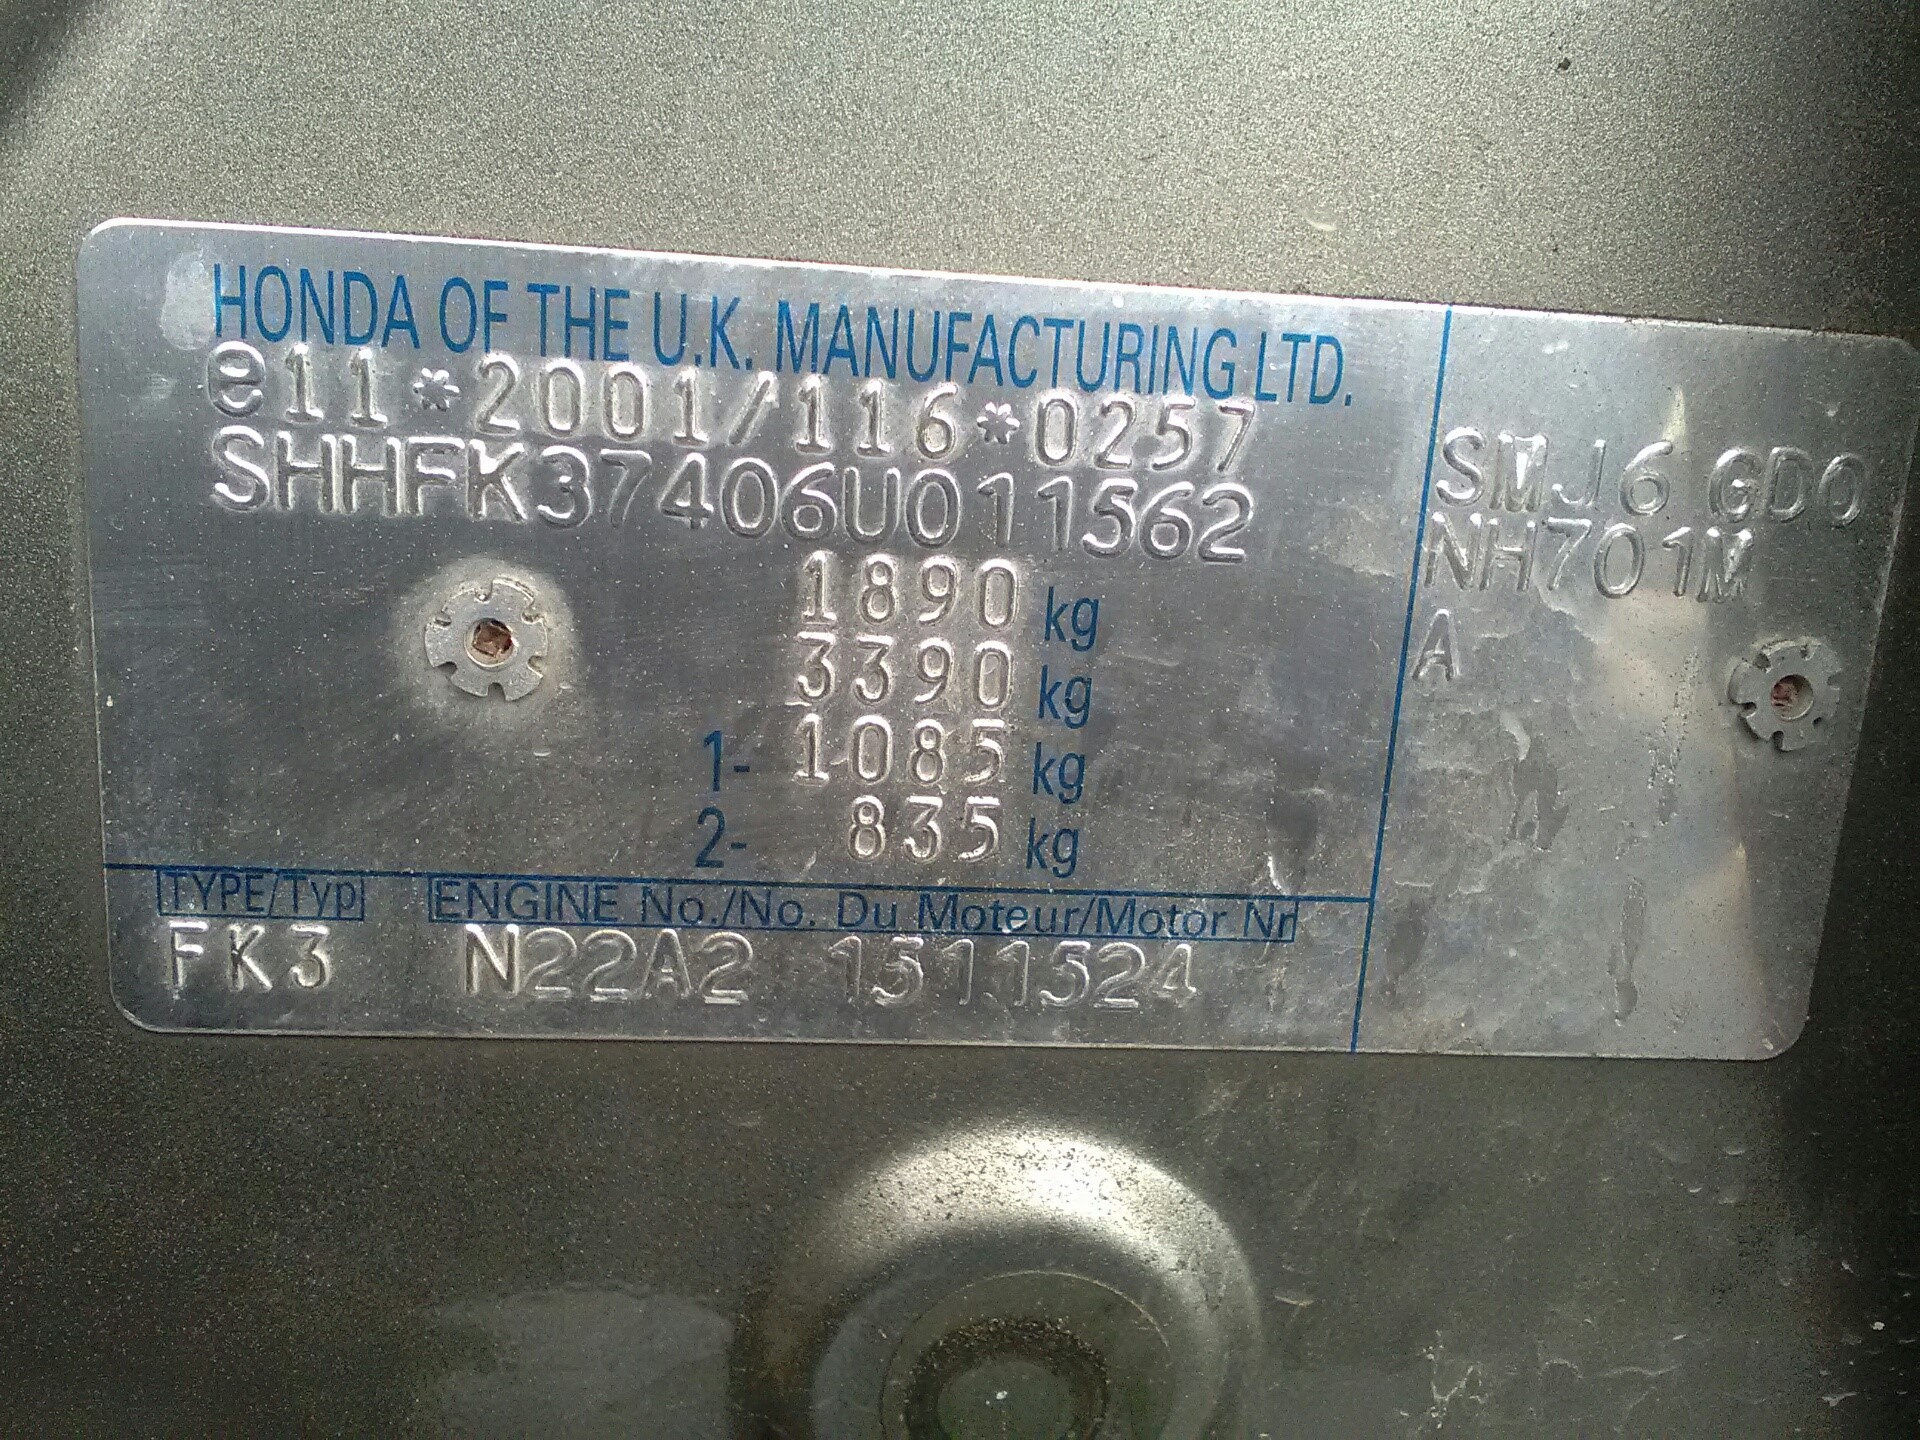 HONDA OF THE U.K. MANUFACTURING LTD.
e11*2001/116*0257
SHHFK37406U011562
1890 kg
3390 kg
1- 1085 kg
2- 835 kg
TYPE/Typ ENGINE No./No. Du Moteur/Motor Nr
FK3 N22A2 1511524
SMJ6 GD0
NH701M
A